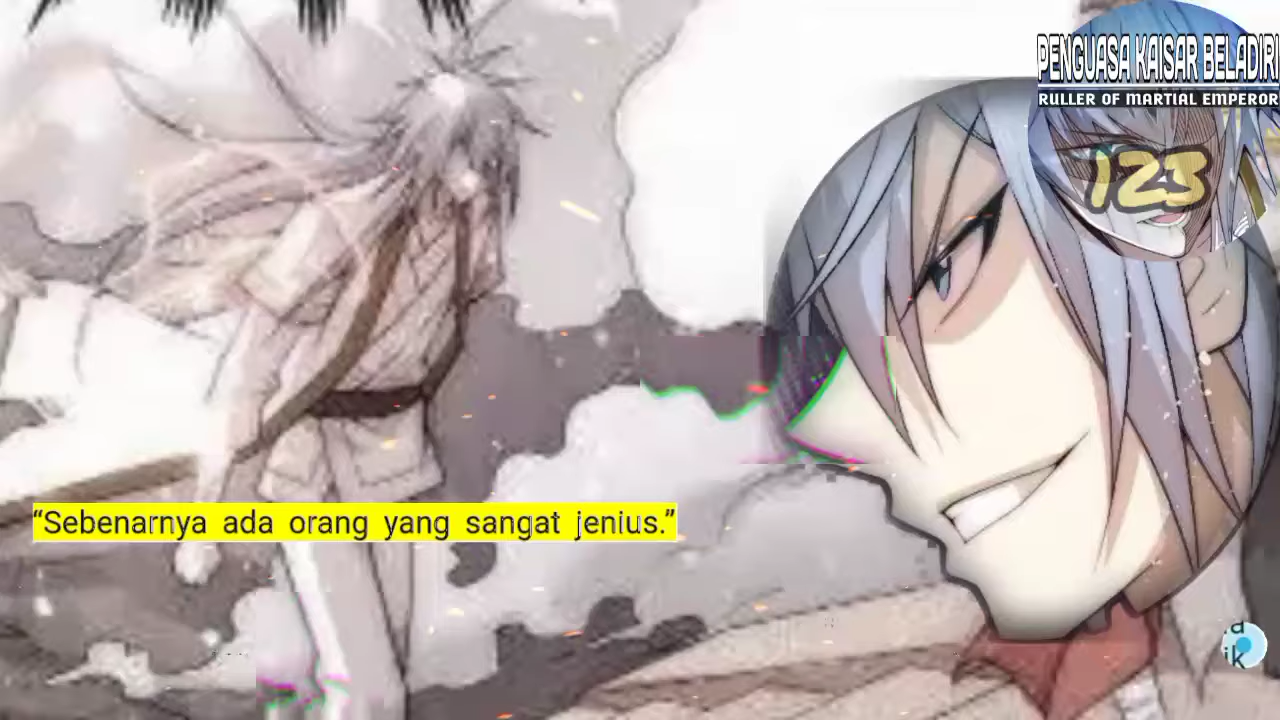 PENGUASA KAISAR BELADIRI
RULLER OF MARTIAL EMPEROR
123
“Sebenarnya ada orang yang sangat jenius.”